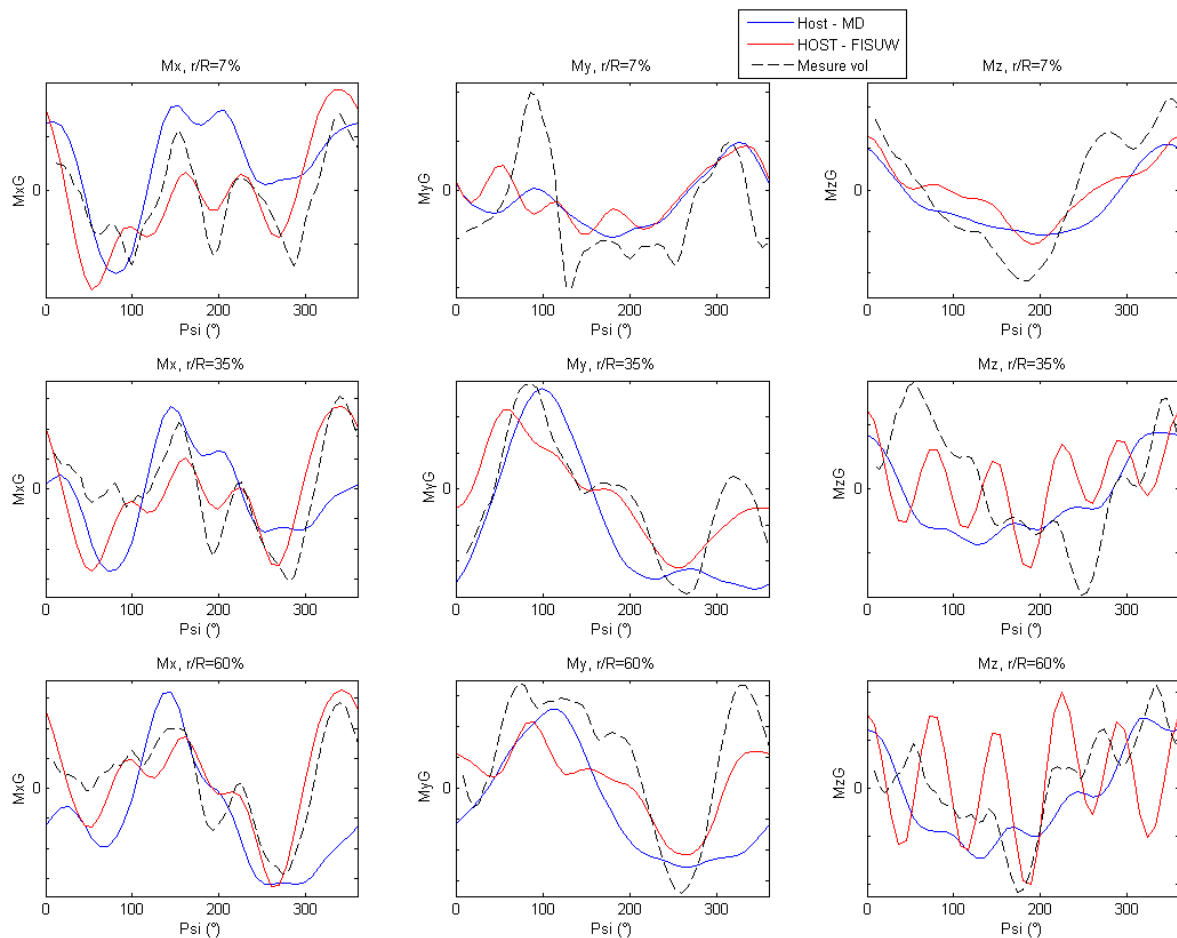 Host - MD
HOST - FISUW
Mesure vol
Mx, r/R=7%
My, r/R=7%
Mz, r/R=7%
MxG
0
MyG
0
MzG
0
0 100 200 300
0 100 200 300
0 100 200 300
Psi (°)
Psi (°)
Psi (°)
Mx, r/R=35%
My, r/R=35%
Mz, r/R=35%
MxG
0
MyG
0
MzG
0
0 100 200 300
0 100 200 300
0 100 200 300
Psi (°)
Psi (°)
Psi (°)
Mx, r/R=60%
My, r/R=60%
Mz, r/R=60%
MxG
0
MyG
0
MzG
0
0 100 200 300
0 100 200 300
0 100 200 300
Psi (°)
Psi (°)
Psi (°)